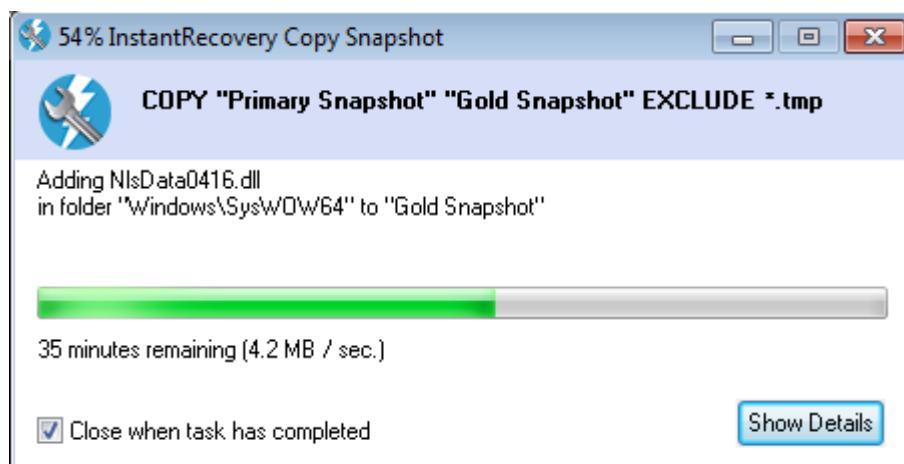 54% InstantRecovery Copy Snapshot
COPY "Primary Snapshot" "Gold Snapshot" EXCLUDE *.tmp
Adding NlsData0416.dll
in folder "Windows\SysWOW64" to "Gold Snapshot"
35 minutes remaining (4.2 MB / sec.)
Close when task has completed
Show Details